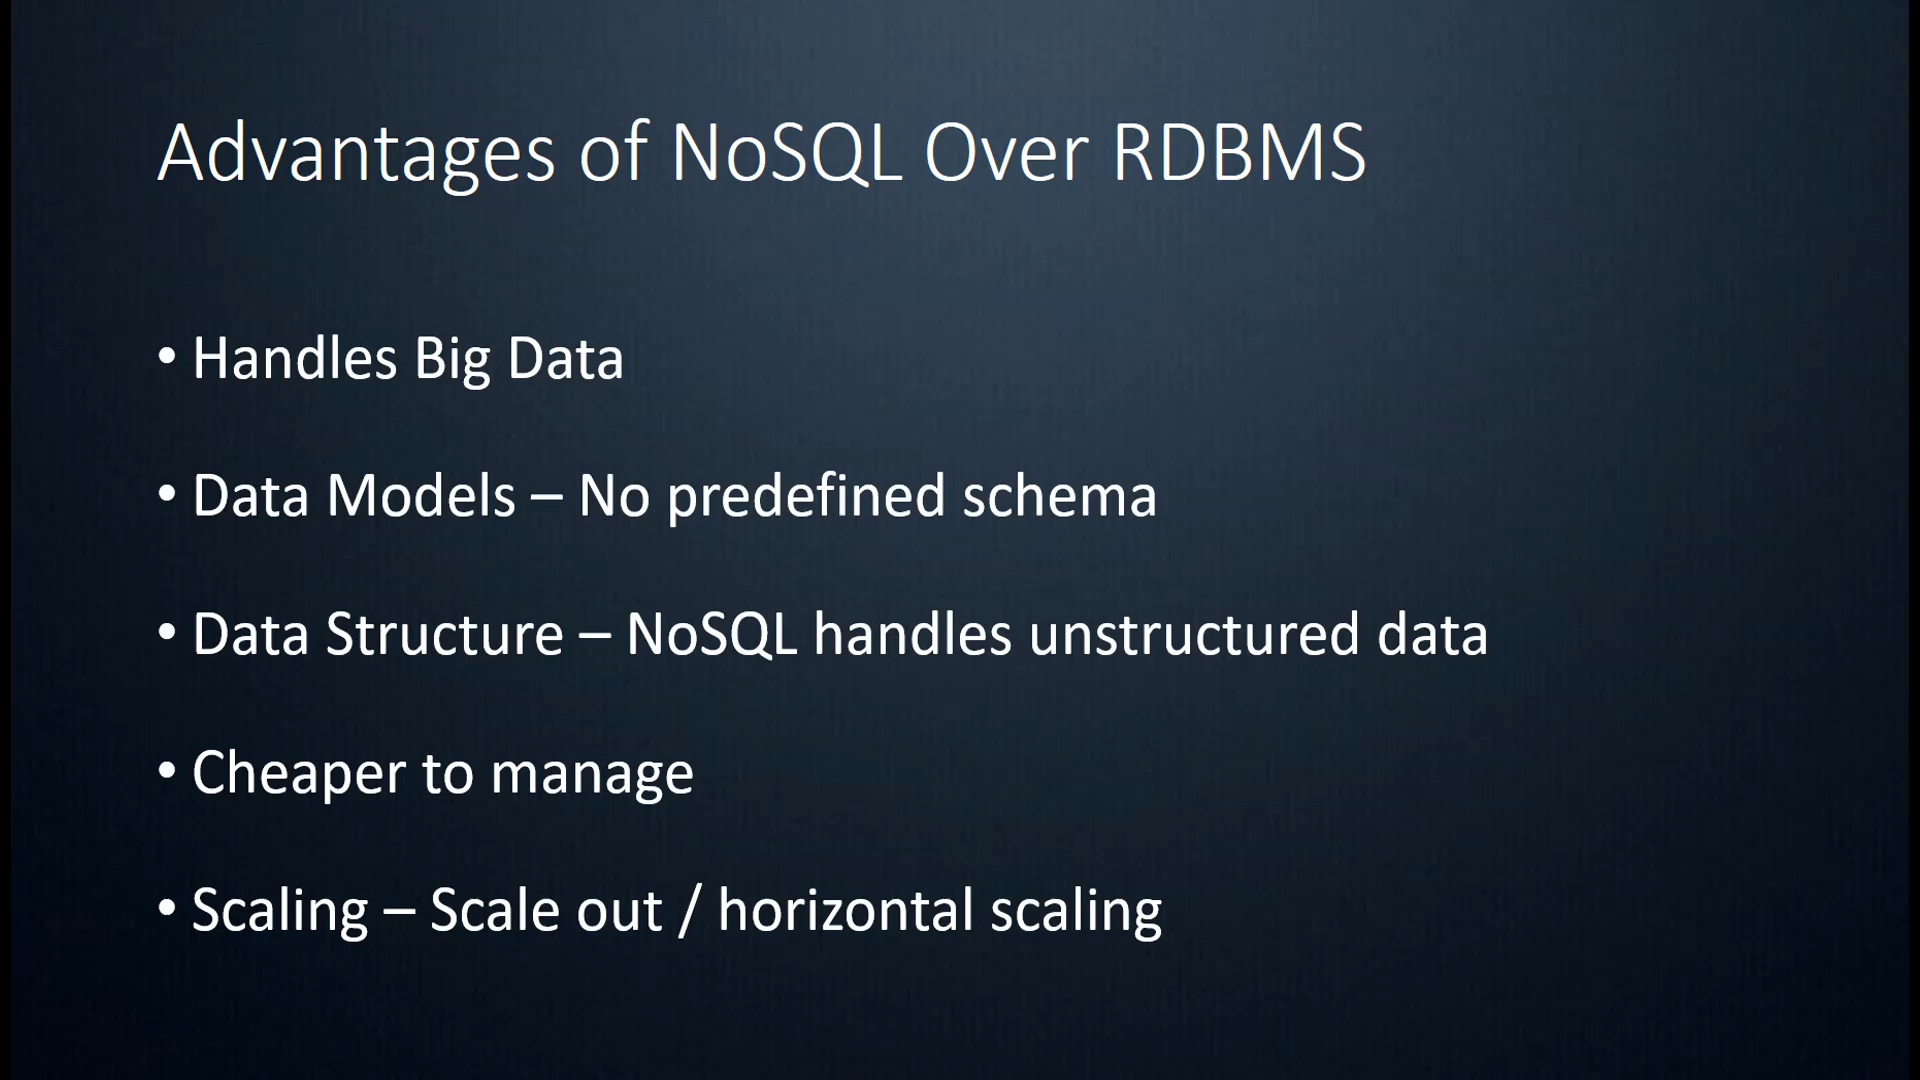 Advantages of NoSQL Over RDBMS
• Handles Big Data
• Data Models – No predefined schema
• Data Structure – NoSQL handles unstructured data
• Cheaper to manage
• Scaling – Scale out / horizontal scaling